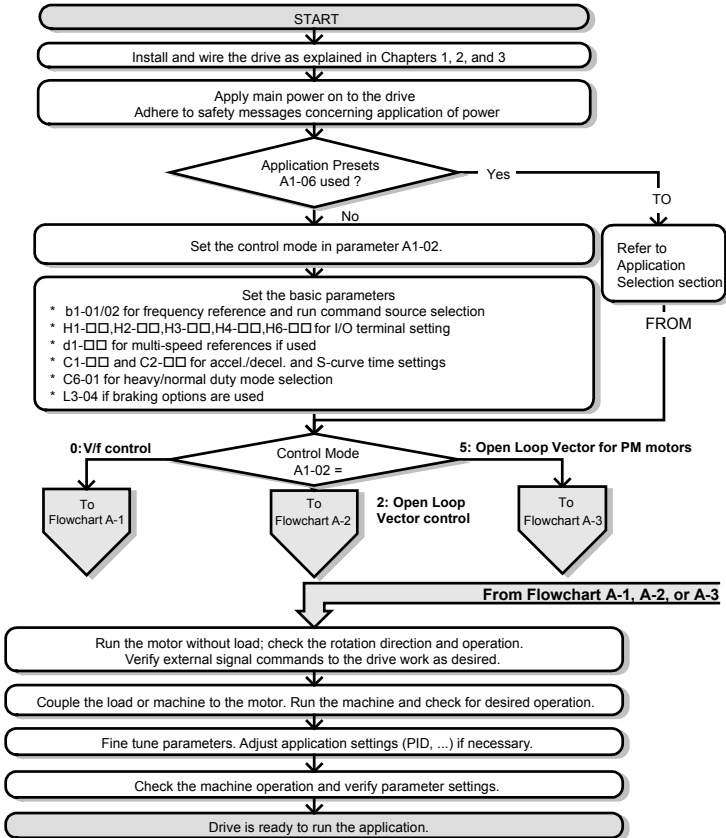 START
Install and wire the drive as explained in Chapters 1, 2, and 3
Apply main power on to the drive
Adhere to safety messages concerning application of power
Application Presets
A1-06 used ?
Yes
No
TO
Set the control mode in parameter A1-02.
Refer to
Application
Selection section
FROM
Set the basic parameters
* b1-01/02 for frequency reference and run command source selection
* H1-□□,H2-□□,H3-□□,H4-□□,H6-□□ for I/O terminal setting
* d1-□□ for multi-speed references if used
* C1-□□ and C2-□□ for accel./decel. and S-curve time settings
* C6-01 for heavy/normal duty mode selection
* L3-04 if braking options are used
0:V/f control
Control Mode
A1-02 =
5: Open Loop Vector for PM motors
To
Flowchart A-1
To
Flowchart A-2
2: Open Loop
Vector control
To
Flowchart A-3
From Flowchart A-1, A-2, or A-3
Run the motor without load; check the rotation direction and operation.
Verify external signal commands to the drive work as desired.
Couple the load or machine to the motor. Run the machine and check for desired operation.
Fine tune parameters. Adjust application settings (PID, ...) if necessary.
Check the machine operation and verify parameter settings.
Drive is ready to run the application.